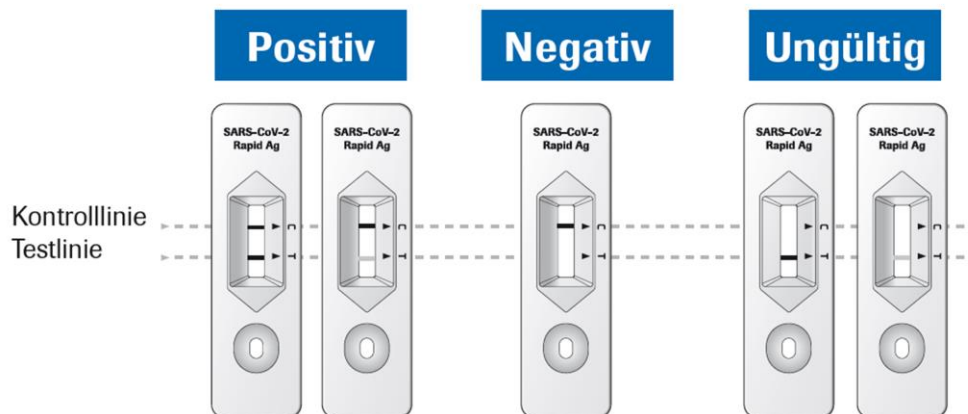 Positiv
Negativ
Ungültig
SARS-CoV-2
Rapid Ag
SARS-CoV-2
Rapid Ag
SARS-CoV-2
Rapid Ag
SARS-CoV-2
Rapid Ag
SARS-CoV-2
Rapid Ag
Kontrolllinie
C
C
C
C
C
Testlinie
T
T
T
T
T